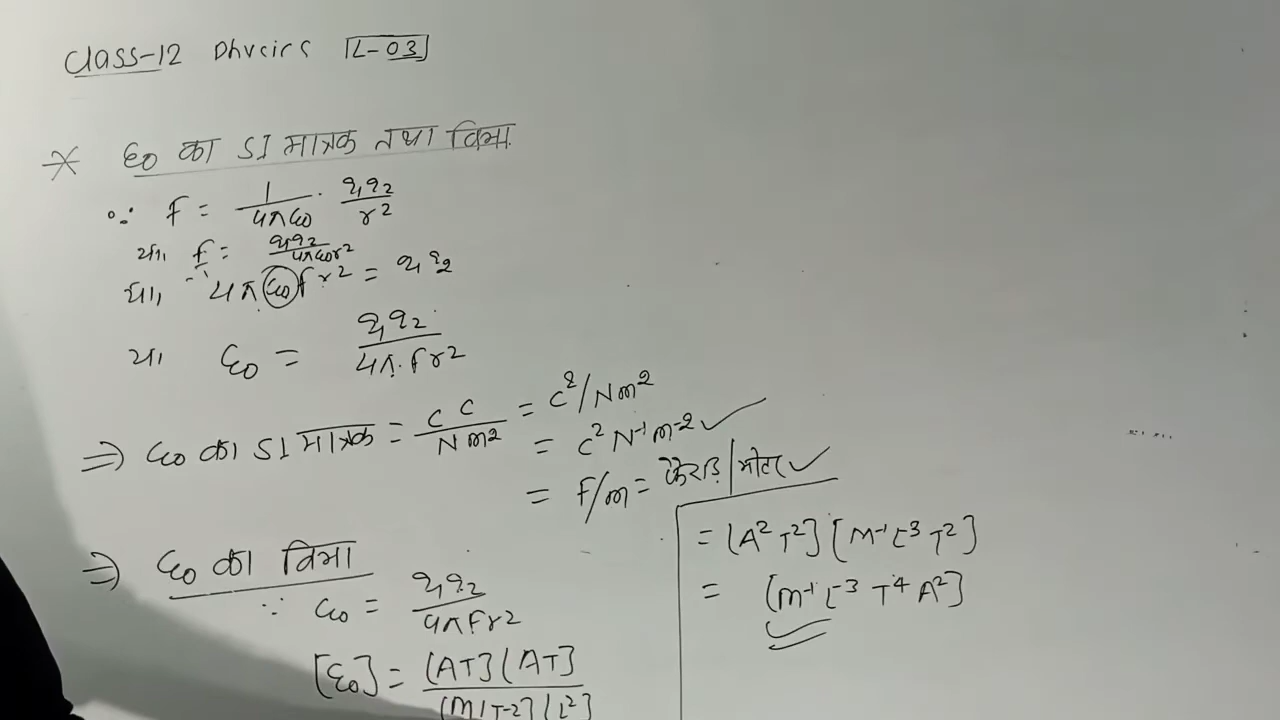 Class-12 Physics L-03
* ε₀ का SI मात्रक तथा विमा
∵ F = 1/4πε₀ · q₁q₂/r²
या, F = q₁q₂/4πε₀r²
या, 4πε₀Fr² = q₁q₂
या ε₀ = q₁q₂/4π·Fr²
⇒ ε₀ का SI मात्रक = C C/Nm² = C²/Nm²
= C² N⁻¹ m⁻² ✓
= F/m = फैराड/मीटर ✓
⇒ ε₀ का विमा
∵ ε₀ = q₁q₂/4πFr²
[ε₀] = [AT][AT]/[MLT⁻²][L²]
= [A²T²][M⁻¹L⁻³T²]
= [M⁻¹L⁻³T⁴A²]